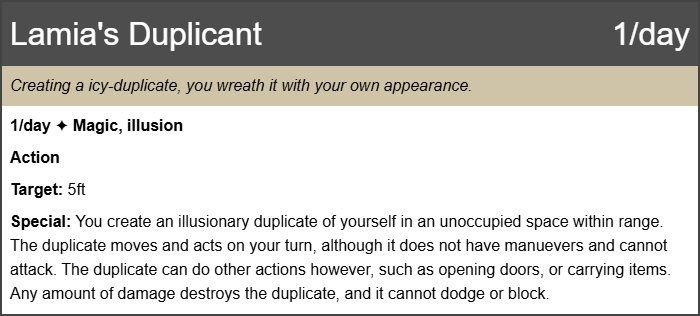 Lamia's Duplicant 1/day
Creating a icy-duplicate, you wreath it with your own appearance.
1/day ✦ Magic, illusion
Action
Target: 5ft
Special: You create an illusionary duplicate of yourself in an unoccupied space within range.
The duplicate moves and acts on your turn, although it does not have manuevers and cannot
attack. The duplicate can do other actions however, such as opening doors, or carrying items.
Any amount of damage destroys the duplicate, and it cannot dodge or block.